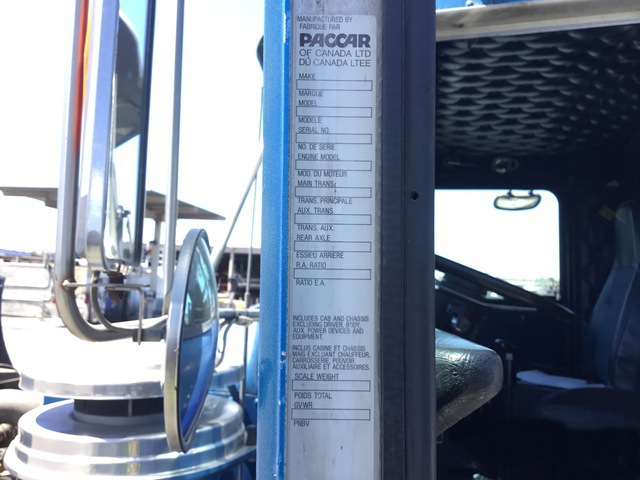 MANUFACTURED BY
FABRIQUÉ PAR
PACCAR
OF CANADA LTD
DU CANADA LTEE
MAKE
MARQUE
MODEL
MODELE
SERIAL NO.
NO. DE SERIE
ENGINE MODEL
MOD. DU MOTEUR
MAIN TRANS.
TRANS. PRINCIPALE
AUX. TRANS.
TRANS. AUX.
REAR AXLE
ESSIEU ARRIERE
R.A. RATIO
RATIO E.A.
INCLUDES CAB AND CHASSIS
EXCLUDING DRIVER, BODY,
AUX. POWER DEVICES AND
EQUIPMENT.
INCLUS CABINE ET CHASSIS
MAIS EXCLUANT CHAUFFEUR,
CARROSSERIE, POUVOIR
AUXILIAIRE ET ACCESSOIRES.
SCALE WEIGHT
POIDS TOTAL
GVWR
PNBV